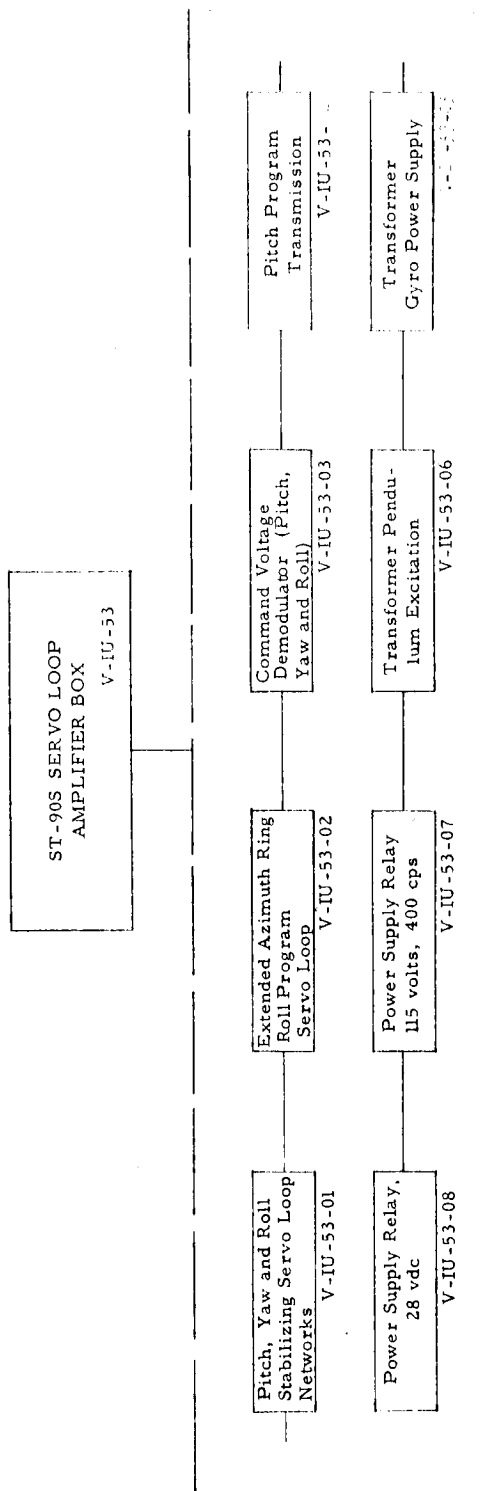 ST-90S SERVO LOOP
AMPLIFIER BOX
V-IU-53
Pitch, Yaw and Roll
Stabilizing Servo Loop
Networks
V-IU-53-01
Extended Azimuth Ring
Roll Program
Servo Loop
V-IU-53-02
Command Voltage
Demodulator (Pitch,
Yaw and Roll)
V-IU-53-03
Pitch Program
Transmission
V-IU-53-
Power Supply Relay,
28 vdc
V-IU-53-08
Power Supply Relay
115 volts, 400 cps
V-IU-53-07
Transformer Pendu-
lum Excitation
V-IU-53-06
Transformer
Gyro Power Supply